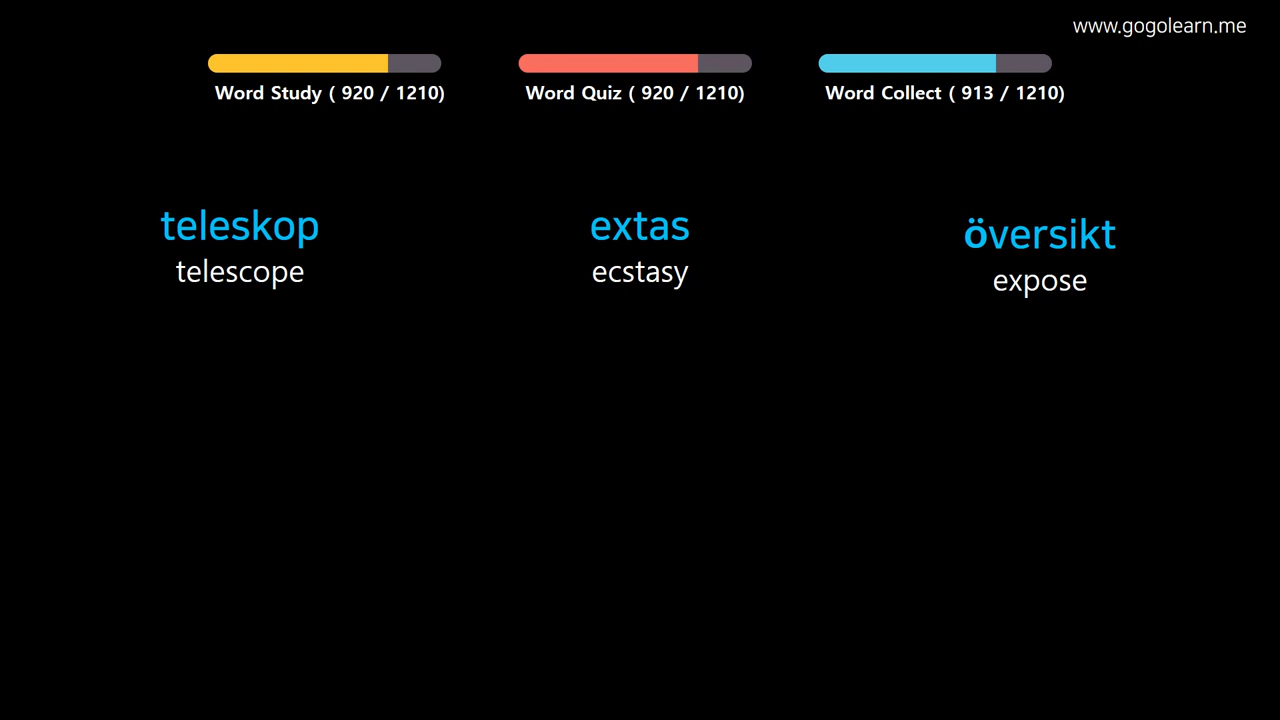 www.gogolearn.me
Word Study ( 920 / 1210)
Word Quiz ( 920 / 1210)
Word Collect ( 913 / 1210)
teleskop
telescope
extas
ecstasy
översikt
expose